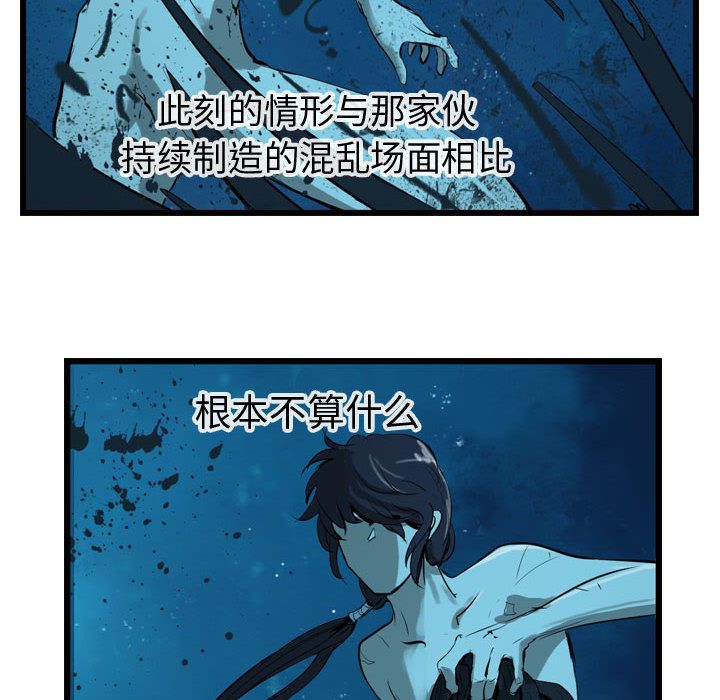 此刻的情形与那家伙
持续制造的混乱场面相比
根本不算什么